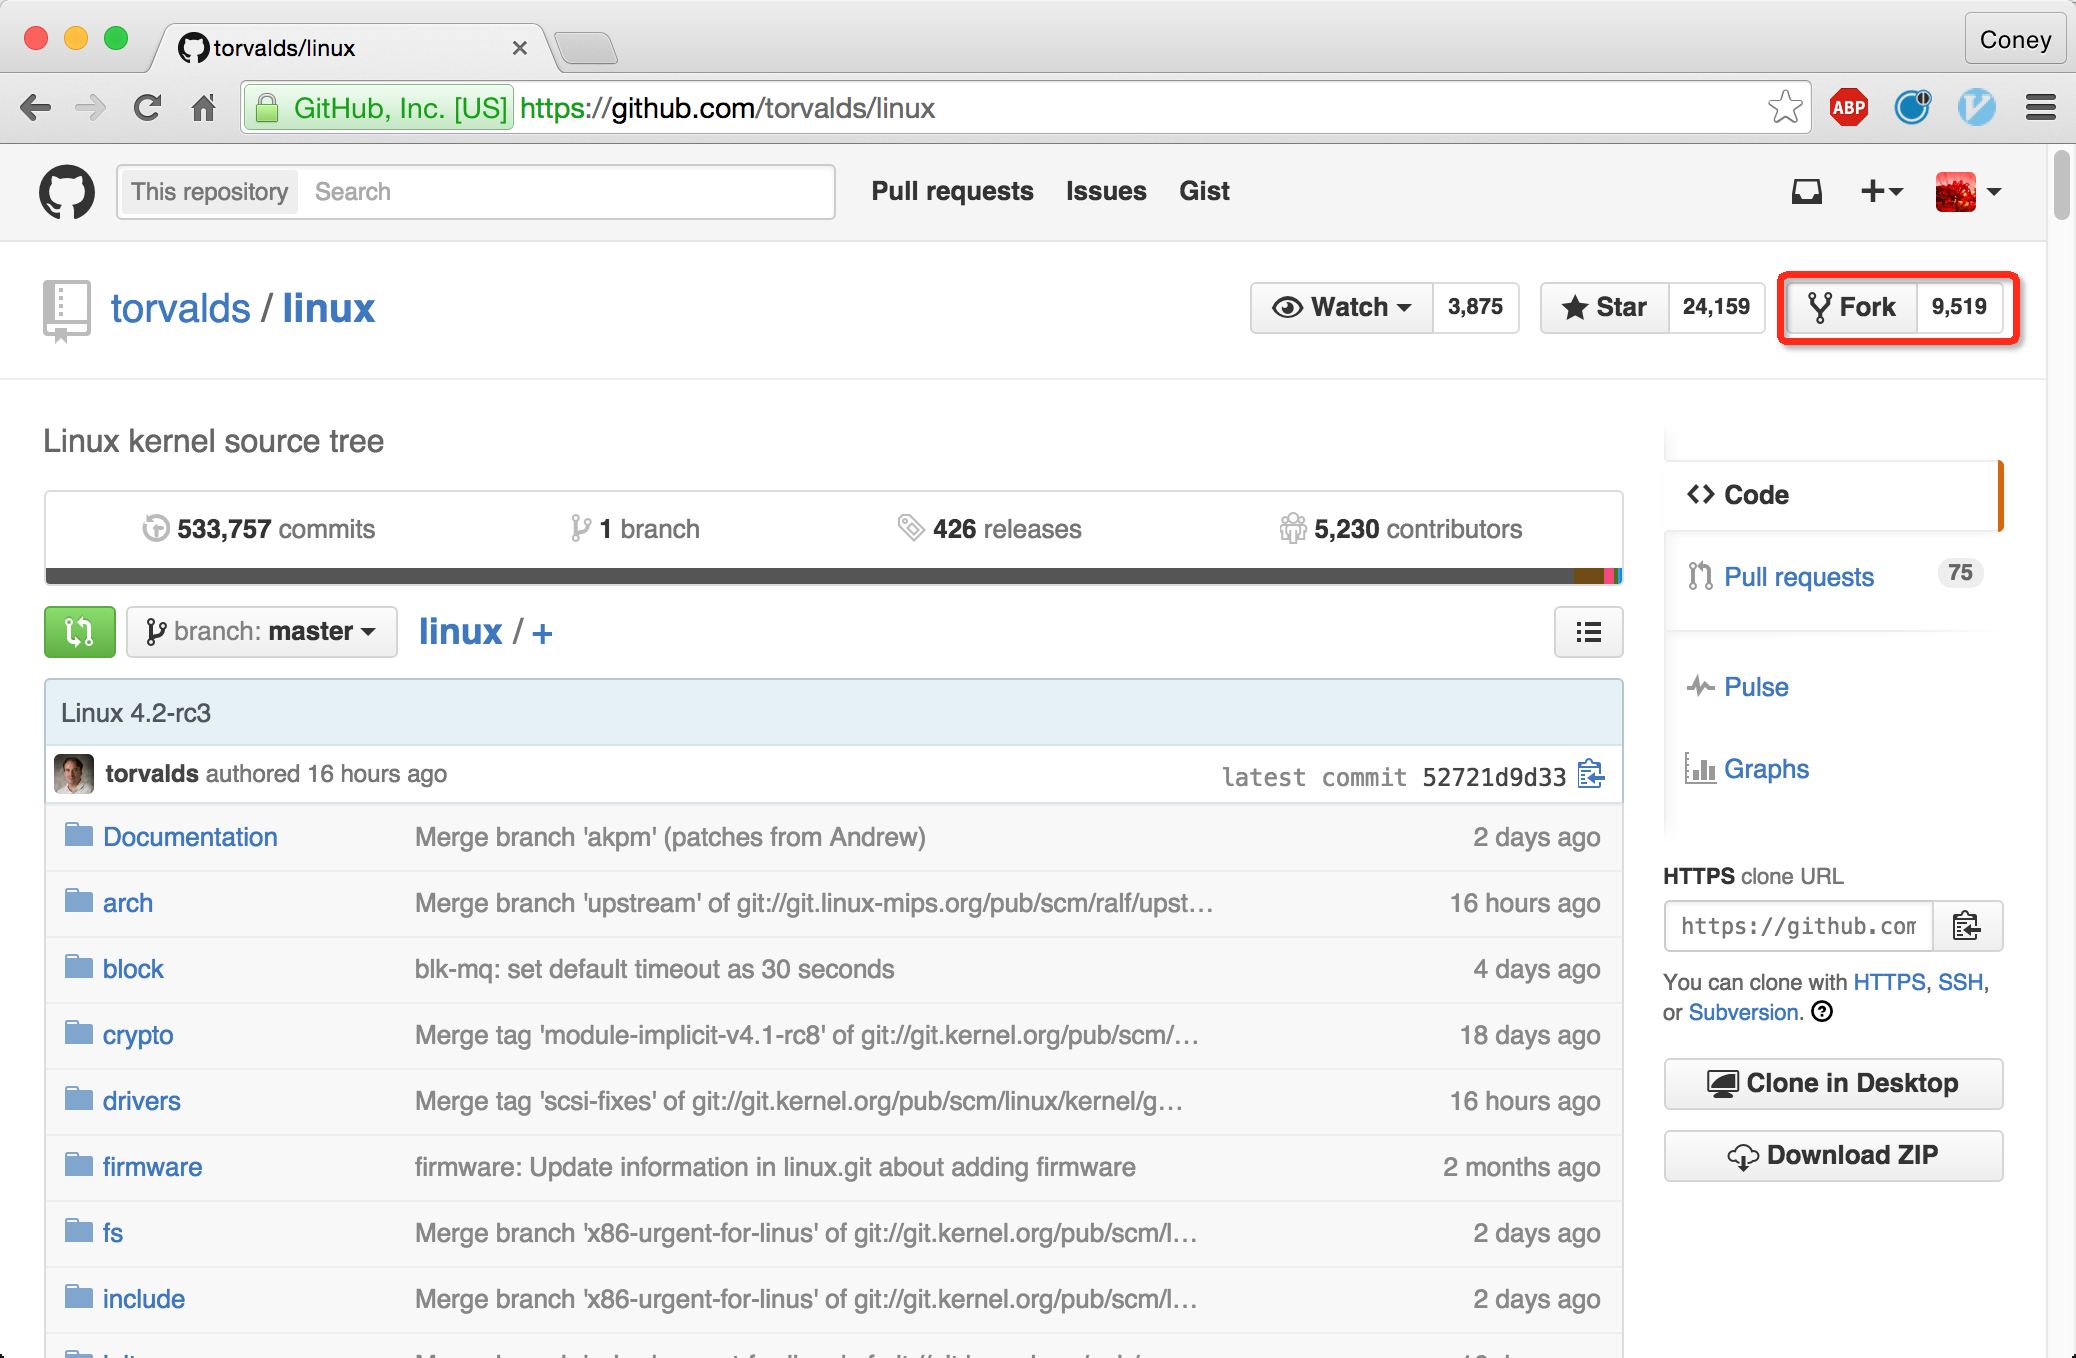 torvalds/linux
Coney
GitHub, Inc. [US] https://github.com/torvalds/linux
ABP
This repository Search Pull requests Issues Gist
torvalds / linux
Watch 3,875 Star 24,159 Fork 9,519
Linux kernel source tree
533,757 commits 1 branch 426 releases 5,230 contributors
branch: master linux / +
Linux 4.2-rc3
torvalds authored 16 hours ago latest commit 52721d9d33
Documentation Merge branch 'akpm' (patches from Andrew) 2 days ago
arch Merge branch 'upstream' of git://git.linux-mips.org/pub/scm/ralf/upst… 16 hours ago
block blk-mq: set default timeout as 30 seconds 4 days ago
crypto Merge tag 'module-implicit-v4.1-rc8' of git://git.kernel.org/pub/scm/… 18 days ago
drivers Merge tag 'scsi-fixes' of git://git.kernel.org/pub/scm/linux/kernel/g… 16 hours ago
firmware firmware: Update information in linux.git about adding firmware 2 months ago
fs Merge branch 'x86-urgent-for-linus' of git://git.kernel.org/pub/scm/l… 2 days ago
include Merge branch 'x86-urgent-for-linus' of git://git.kernel.org/pub/scm/l… 2 days ago
Code
Pull requests 75
Pulse
Graphs
HTTPS clone URL
https://github.com
You can clone with HTTPS, SSH,
or Subversion.
Clone in Desktop
Download ZIP